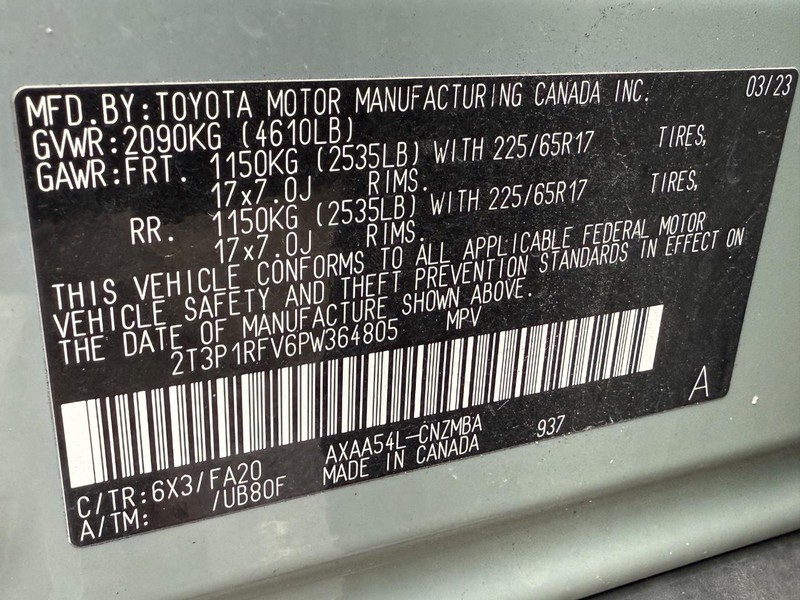 MFD.BY:TOYOTA MOTOR MANUFACTURING CANADA INC. 03/23
GVWR:2090KG (4610LB)
GAWR:FRT. 1150KG (2535LB) WITH 225/65R17 TIRES,
17x7.0J RIMS.
RR. 1150KG (2535LB) WITH 225/65R17 TIRES,
17x7.0J RIMS.
THIS VEHICLE CONFORMS TO ALL APPLICABLE FEDERAL MOTOR
VEHICLE SAFETY AND THEFT PREVENTION STANDARDS IN EFFECT ON
THE DATE OF MANUFACTURE SHOWN ABOVE.
2T3P1RFV6PW364805 MPV
A
C/TR:6X3/FA20 AXAA54L-CNZMBA 937
A/TM: /UB80F MADE IN CANADA